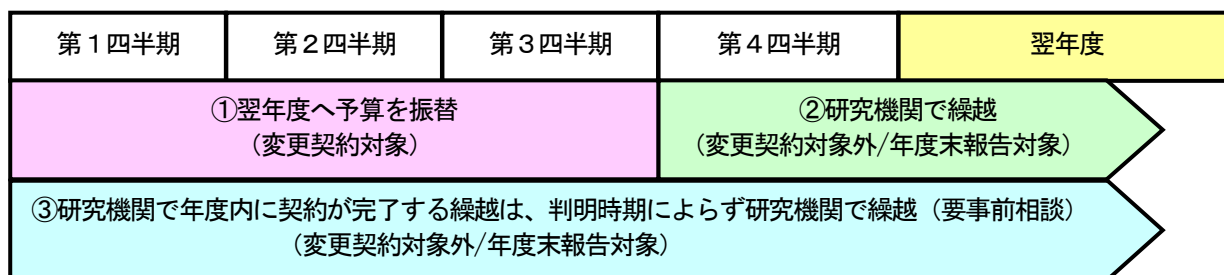 第１四半期 第２四半期 第３四半期 第４四半期 翌年度
①翌年度へ予算を振替
（変更契約対象）
②研究機関で繰越
（変更契約対象外/年度末報告対象）
③研究機関で年度内に契約が完了する繰越は、判明時期によらず研究機関で繰越（要事前相談）
（変更契約対象外/年度末報告対象）